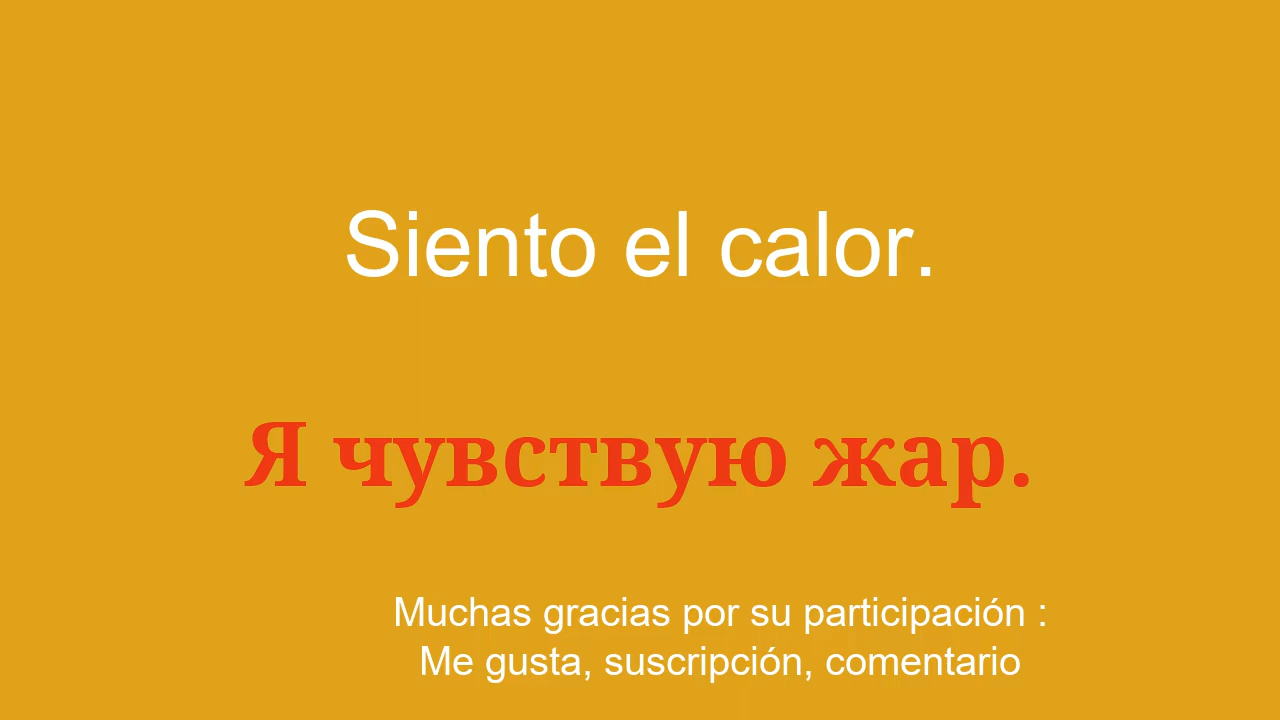 Siento el calor.
Я чувствую жар.
Muchas gracias por su participación :
Me gusta, suscripción, comentario